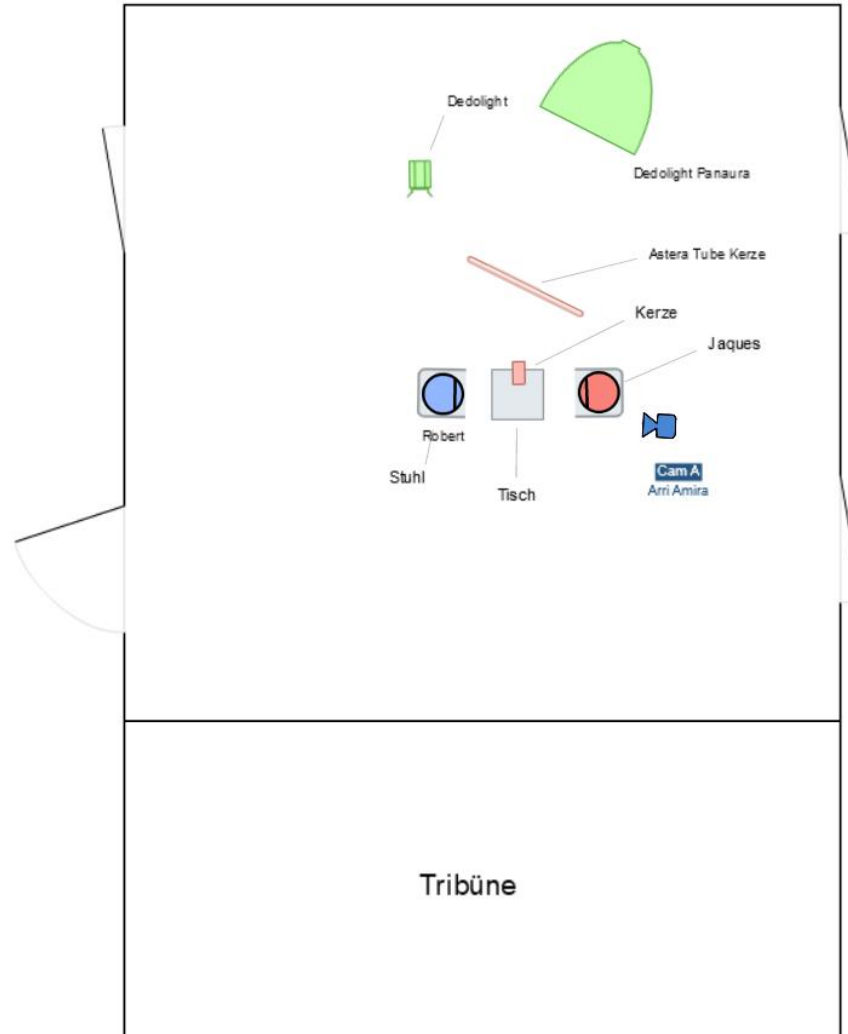 Dedolight
Dedolight Panaura
Astera Tube Kerze
Kerze
Jaques
Robert
Stuhl
Tisch
Cam A
Arri Amira
Tribüne